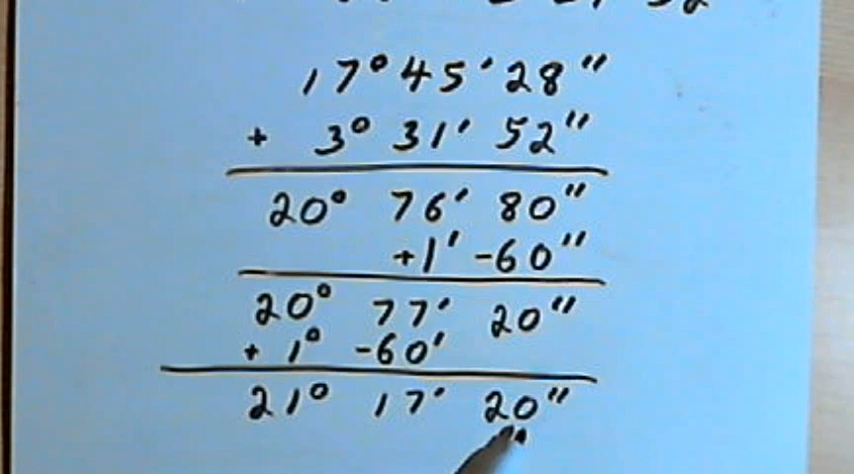 17° 45' 28"
+ 3° 31' 52"
20° 76' 80"
+1' -60"
20° 77' 20"
+ 1° -60'
21° 17' 20"